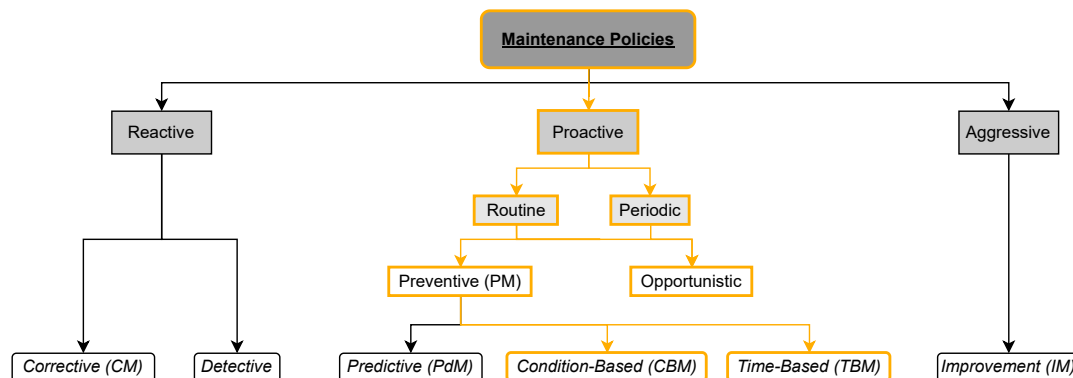 Maintenance Policies
Reactive
Proactive
Aggressive
Routine
Periodic
Preventive (PM)
Opportunistic
Corrective (CM)
Detective
Predictive (PdM)
Condition-Based (CBM)
Time-Based (TBM)
Improvement (IM)